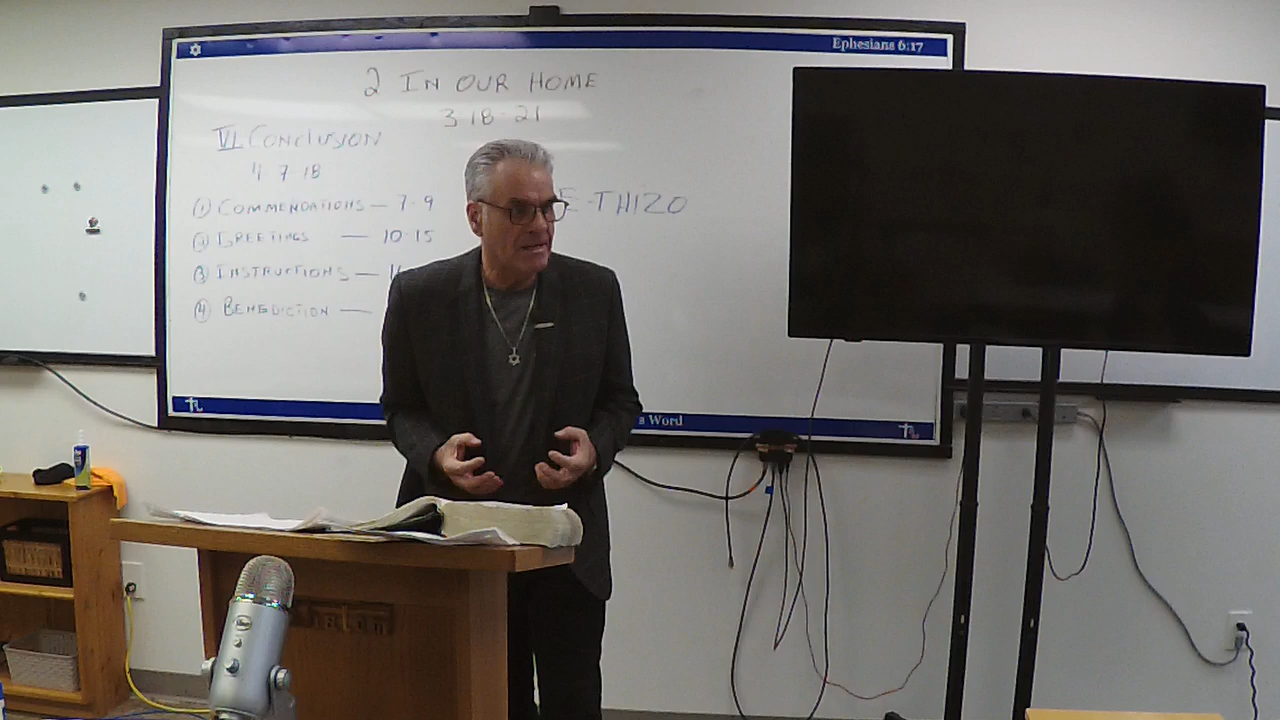 Ephesians 6:17
2 IN OUR HOME
3-18-21
VI CONCLUSION
4 7-18
① COMMENDATIONS — 7-9
② GREETINGS — 10-15
③ INSTRUCTIONS —
④ BENEDICTION —
E-THIZO
Word